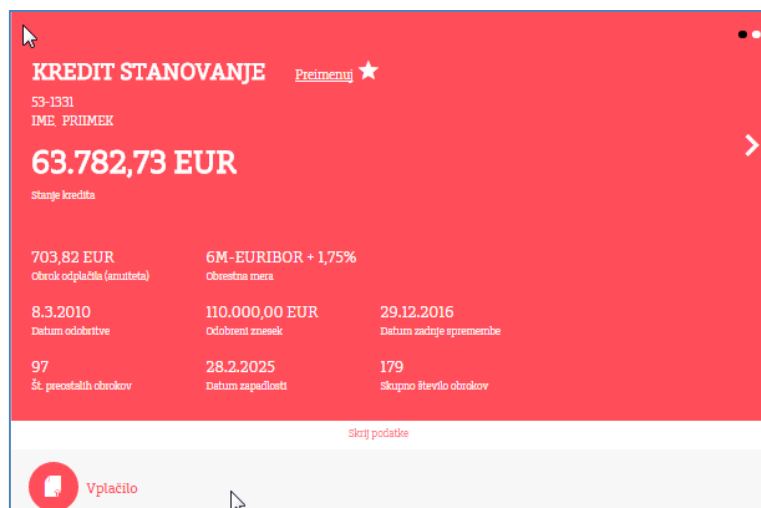 KREDIT STANOVANJE Preimenuj
53-1331
IME, PRIIMEK
63.782,73 EUR
Stanje kredita
703,82 EUR 6M-EURIBOR + 1,75%
Obrok odplačila (anuiteta) Obrestna mera
8.3.2010 110.000,00 EUR 29.12.2016
Datum odobritve Odobreni znesek Datum zadnje spremembe
97 28.2.2025 179
Št. preostalih obrokov Datum zapadlosti Skupno število obrokov
Skrij podatke
Vplačilo